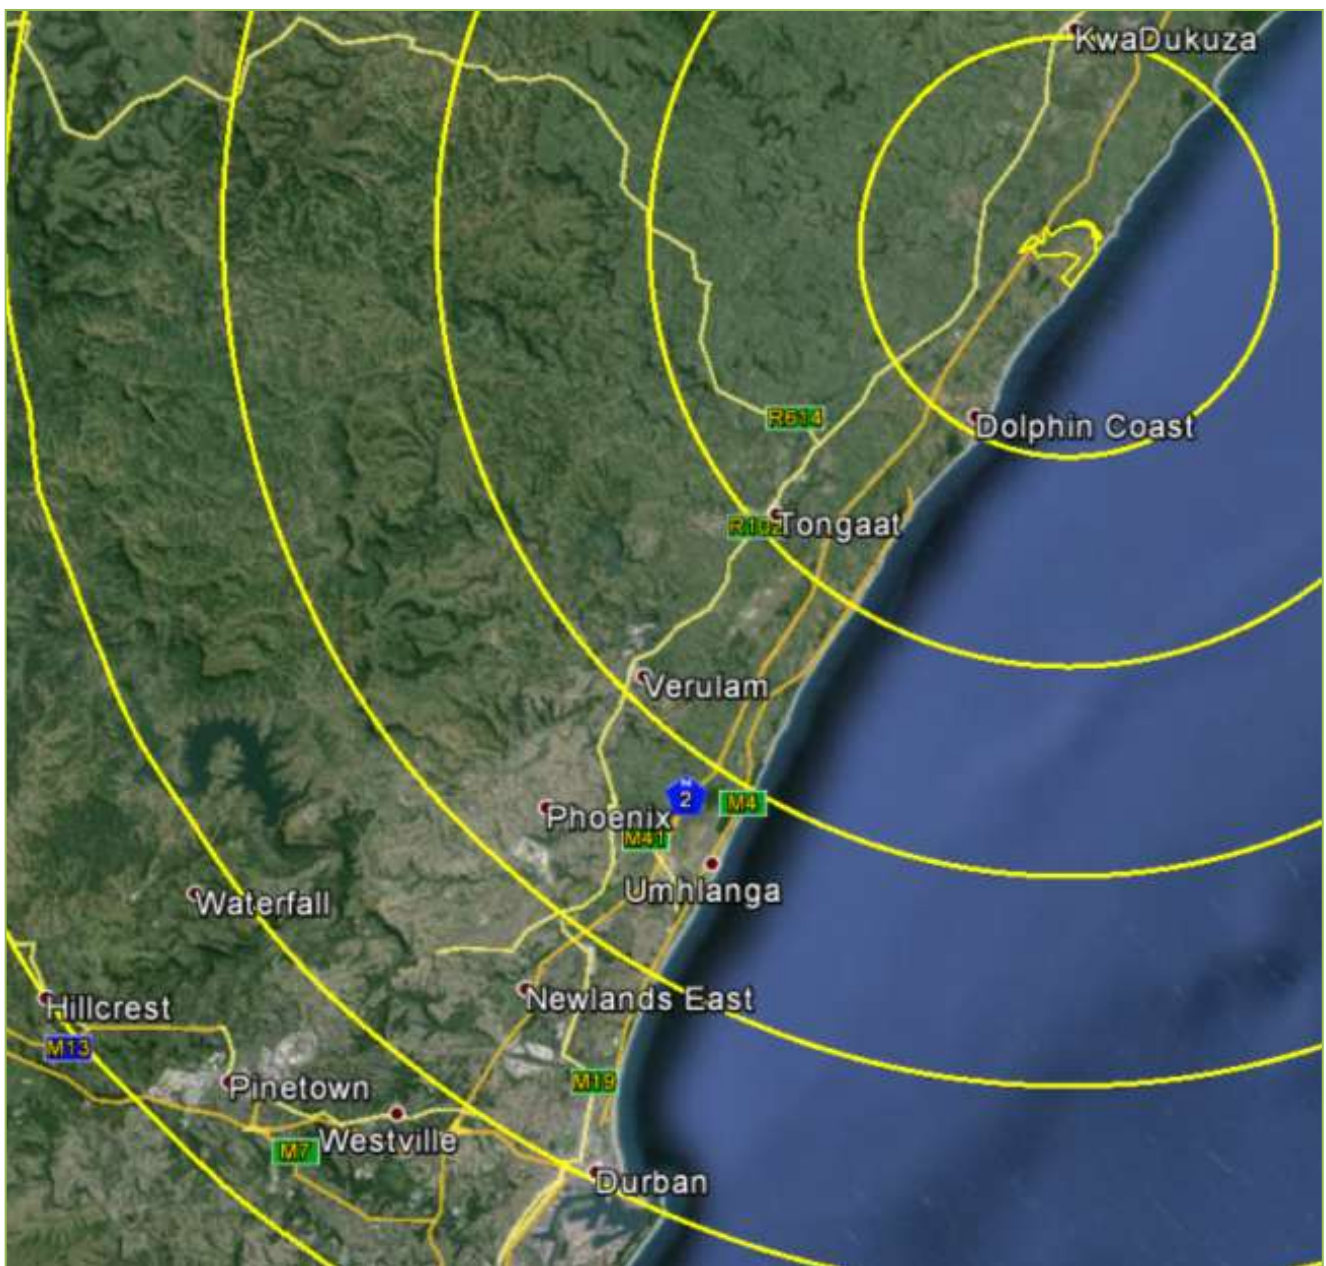 KwaDukuza
R614
Dolphin Coast
R102
Tongaat
Verulam
N
2
M4
Phoenix
M41
Umhlanga
Waterfall
Newlands East
Hillcrest
M13
M19
Pinetown
Westville
M7
Durban